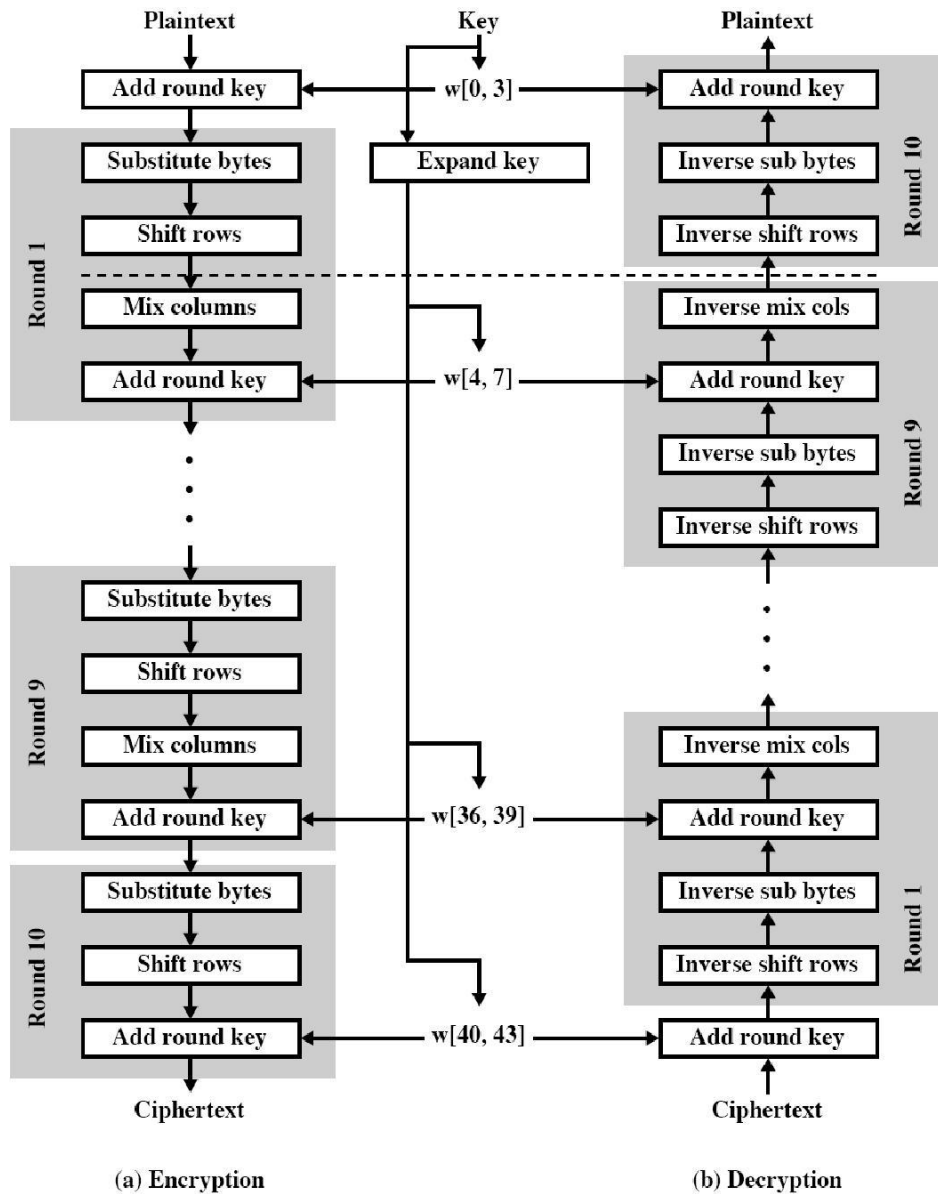 Plaintext
Add round key
Round 1
Substitute bytes
Shift rows
Mix columns
Add round key
Round 9
Substitute bytes
Shift rows
Mix columns
Add round key
Round 10
Substitute bytes
Shift rows
Add round key
Ciphertext
(a) Encryption
Key
w[0, 3]
Expand key
w[4, 7]
w[36, 39]
w[40, 43]
Plaintext
Add round key
Inverse sub bytes
Inverse shift rows
Round 10
Inverse mix cols
Add round key
Inverse sub bytes
Inverse shift rows
Round 9
Inverse mix cols
Add round key
Inverse sub bytes
Inverse shift rows
Round 1
Add round key
Ciphertext
(b) Decryption